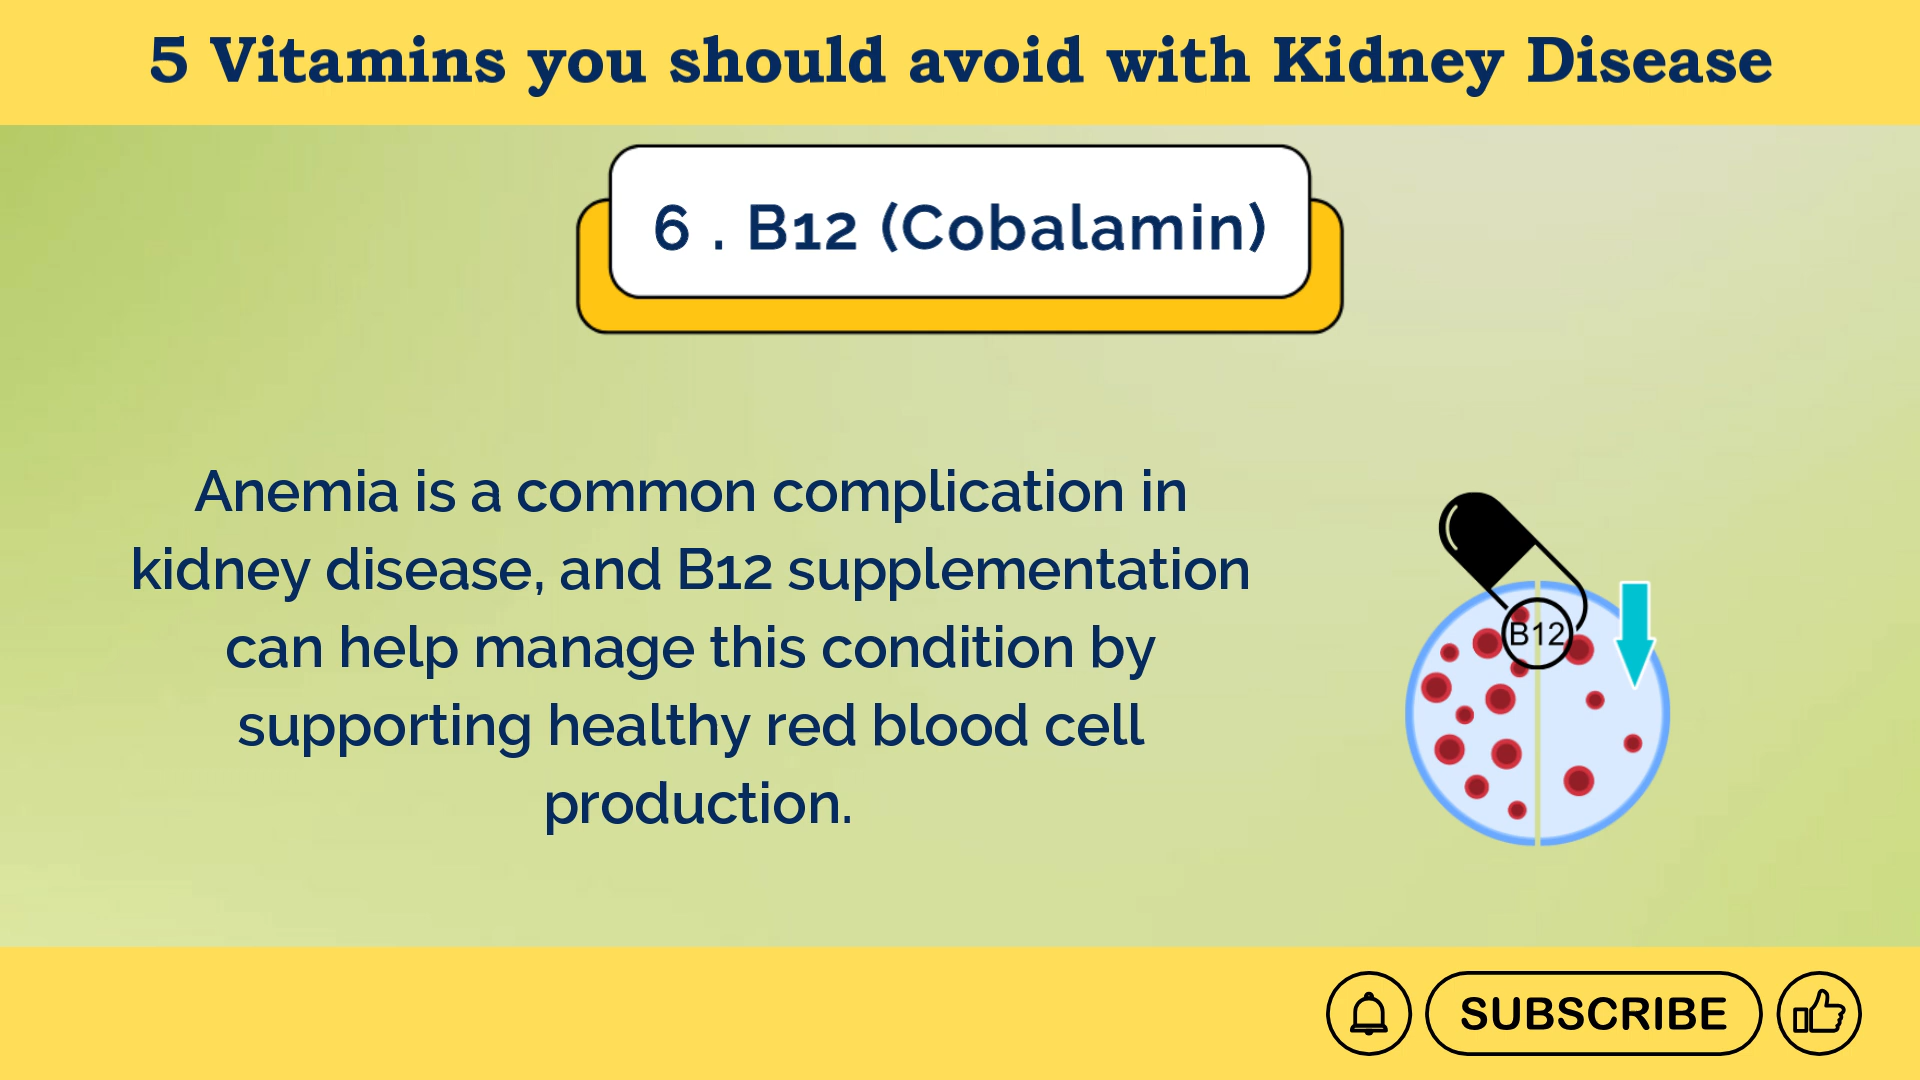 5 Vitamins you should avoid with Kidney Disease
6 . B12 (Cobalamin)
Anemia is a common complication in
kidney disease, and B12 supplementation
can help manage this condition by
supporting healthy red blood cell
production.
B12
SUBSCRIBE